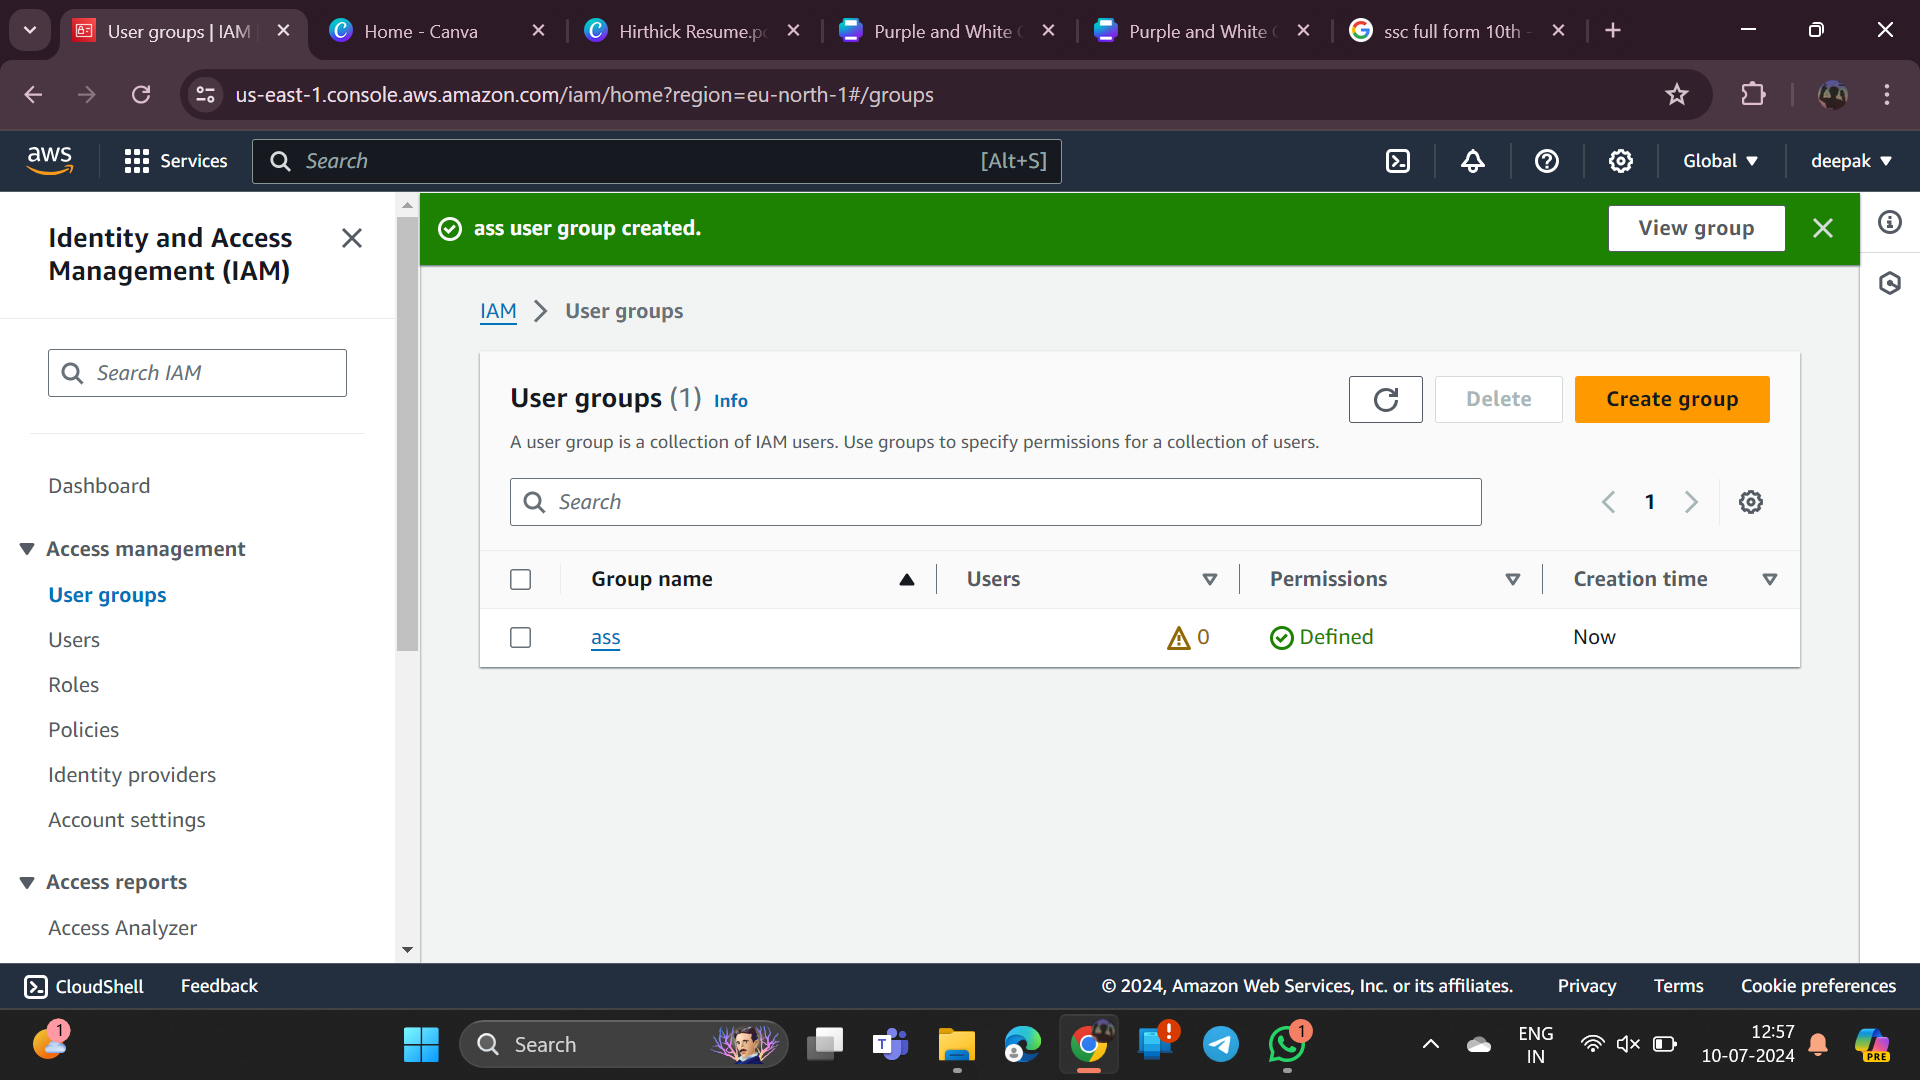 User groups | IAM
Home - Canva
Hirthick Resume.p
Purple and White
Purple and White
ssc full form 10th -
us-east-1.console.aws.amazon.com/iam/home?region=eu-north-1#/groups
aws
Services
Search
[Alt+S]
Global
deepak
Identity and Access
Management (IAM)
Search IAM
Dashboard
Access management
User groups
Users
Roles
Policies
Identity providers
Account settings
Access reports
Access Analyzer
ass user group created.
View group
IAM
User groups
User groups (1) Info
Delete
Create group
A user group is a collection of IAM users. Use groups to specify permissions for a collection of users.
Search
1
Group name
Users
Permissions
Creation time
ass
0
Defined
Now
CloudShell
Feedback
© 2024, Amazon Web Services, Inc. or its affiliates.
Privacy
Terms
Cookie preferences
1
Search
T
1
ENG
IN
12:57
10-07-2024
PRE